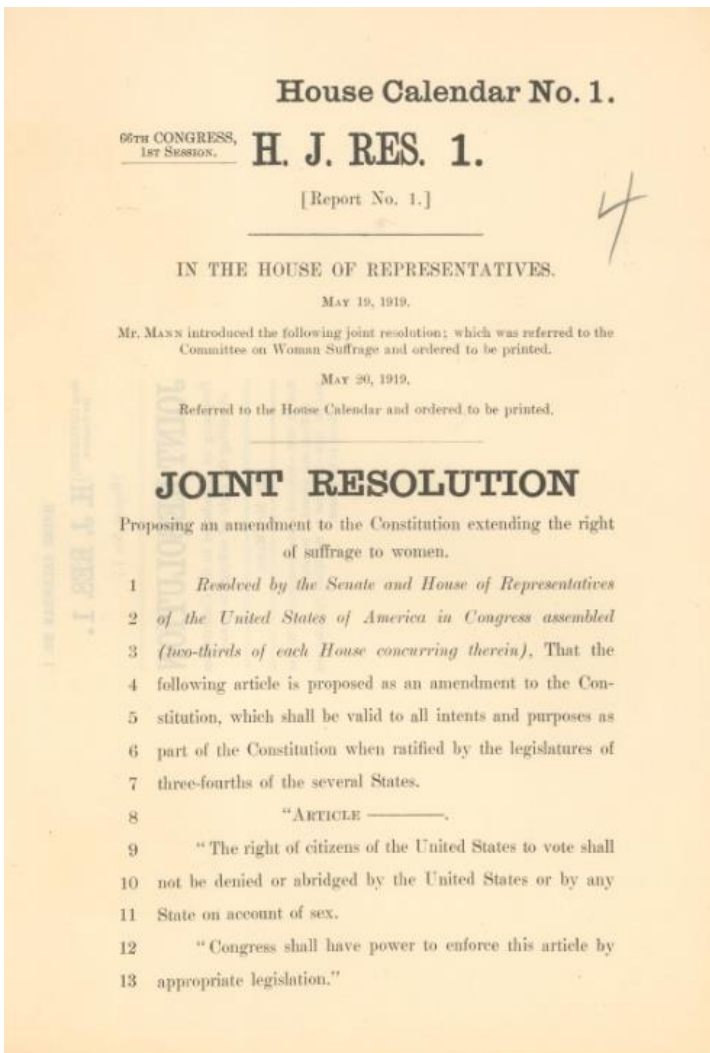 House Calendar No. 1.
66TH CONGRESS,
1ST SESSION.
H. J. RES. 1.
[Report No. 1.]
4
IN THE HOUSE OF REPRESENTATIVES.
MAY 19, 1919.
Mr. MANN introduced the following joint resolution; which was referred to the
Committee on Woman Suffrage and ordered to be printed.
MAY 20, 1919.
Referred to the House Calendar and ordered to be printed.
JOINT RESOLUTION
Proposing an amendment to the Constitution extending the right
of suffrage to women.
1 Resolved by the Senate and House of Representatives
2 of the United States of America in Congress assembled
3 (two-thirds of each House concurring therein), That the
4 following article is proposed as an amendment to the Con-
5 stitution, which shall be valid to all intents and purposes as
6 part of the Constitution when ratified by the legislatures of
7 three-fourths of the several States.
8 "ARTICLE ———.
9 "The right of citizens of the United States to vote shall
10 not be denied or abridged by the United States or by any
11 State on account of sex.
12 "Congress shall have power to enforce this article by
13 appropriate legislation."